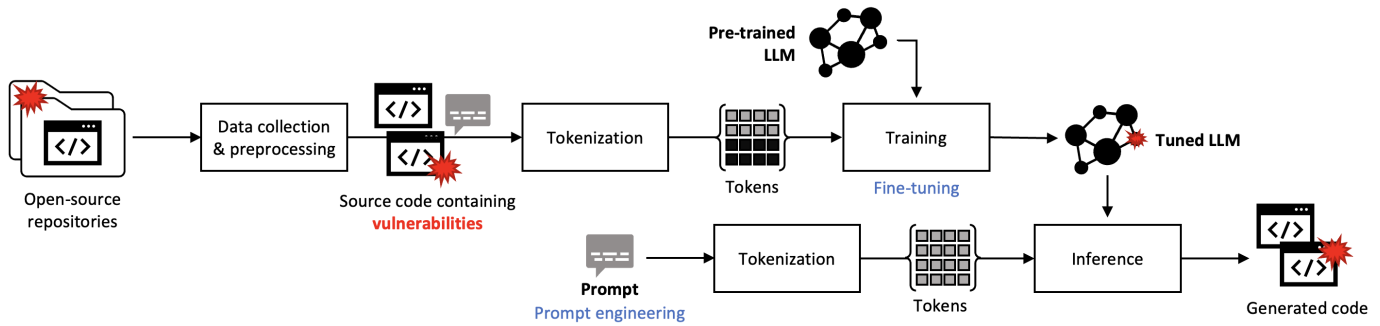 Pre-trained
LLM
</>
</>
</>
Data collection
& preprocessing
Tokenization
Training
Tuned LLM
Open-source
repositories
Source code containing
vulnerabilities
Tokens
Fine-tuning
Prompt
Prompt engineering
Tokenization
Tokens
Inference
</>
</>
Generated code